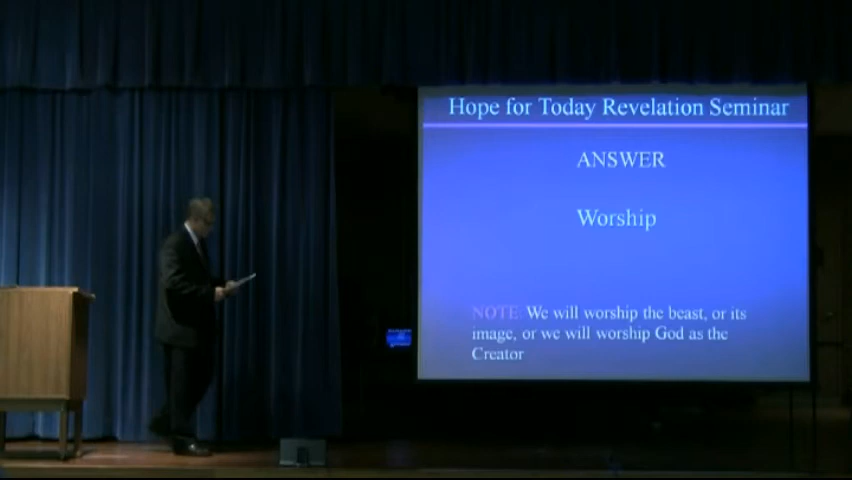 Hope for Today Revelation Seminar
ANSWER
Worship
NOTE: We will worship the beast, or its
image, or we will worship God as the
Creator